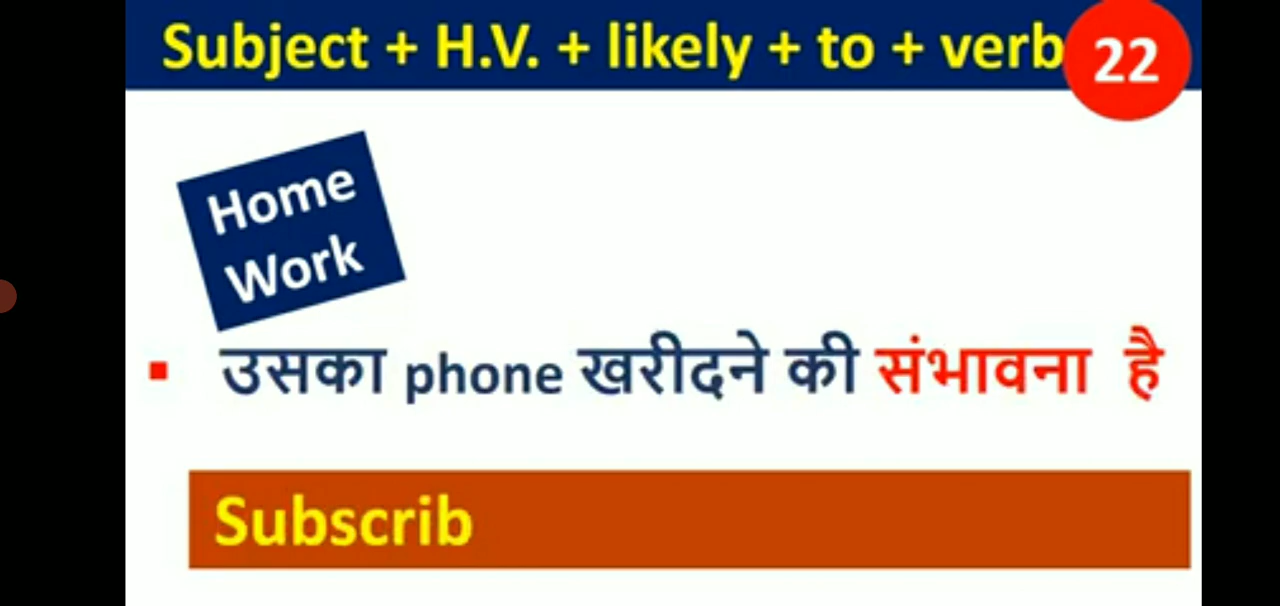 Subject + H.V. + likely + to + verb
22
Home
Work
▪ उसका phone खरीदने की संभावना है
Subscrib